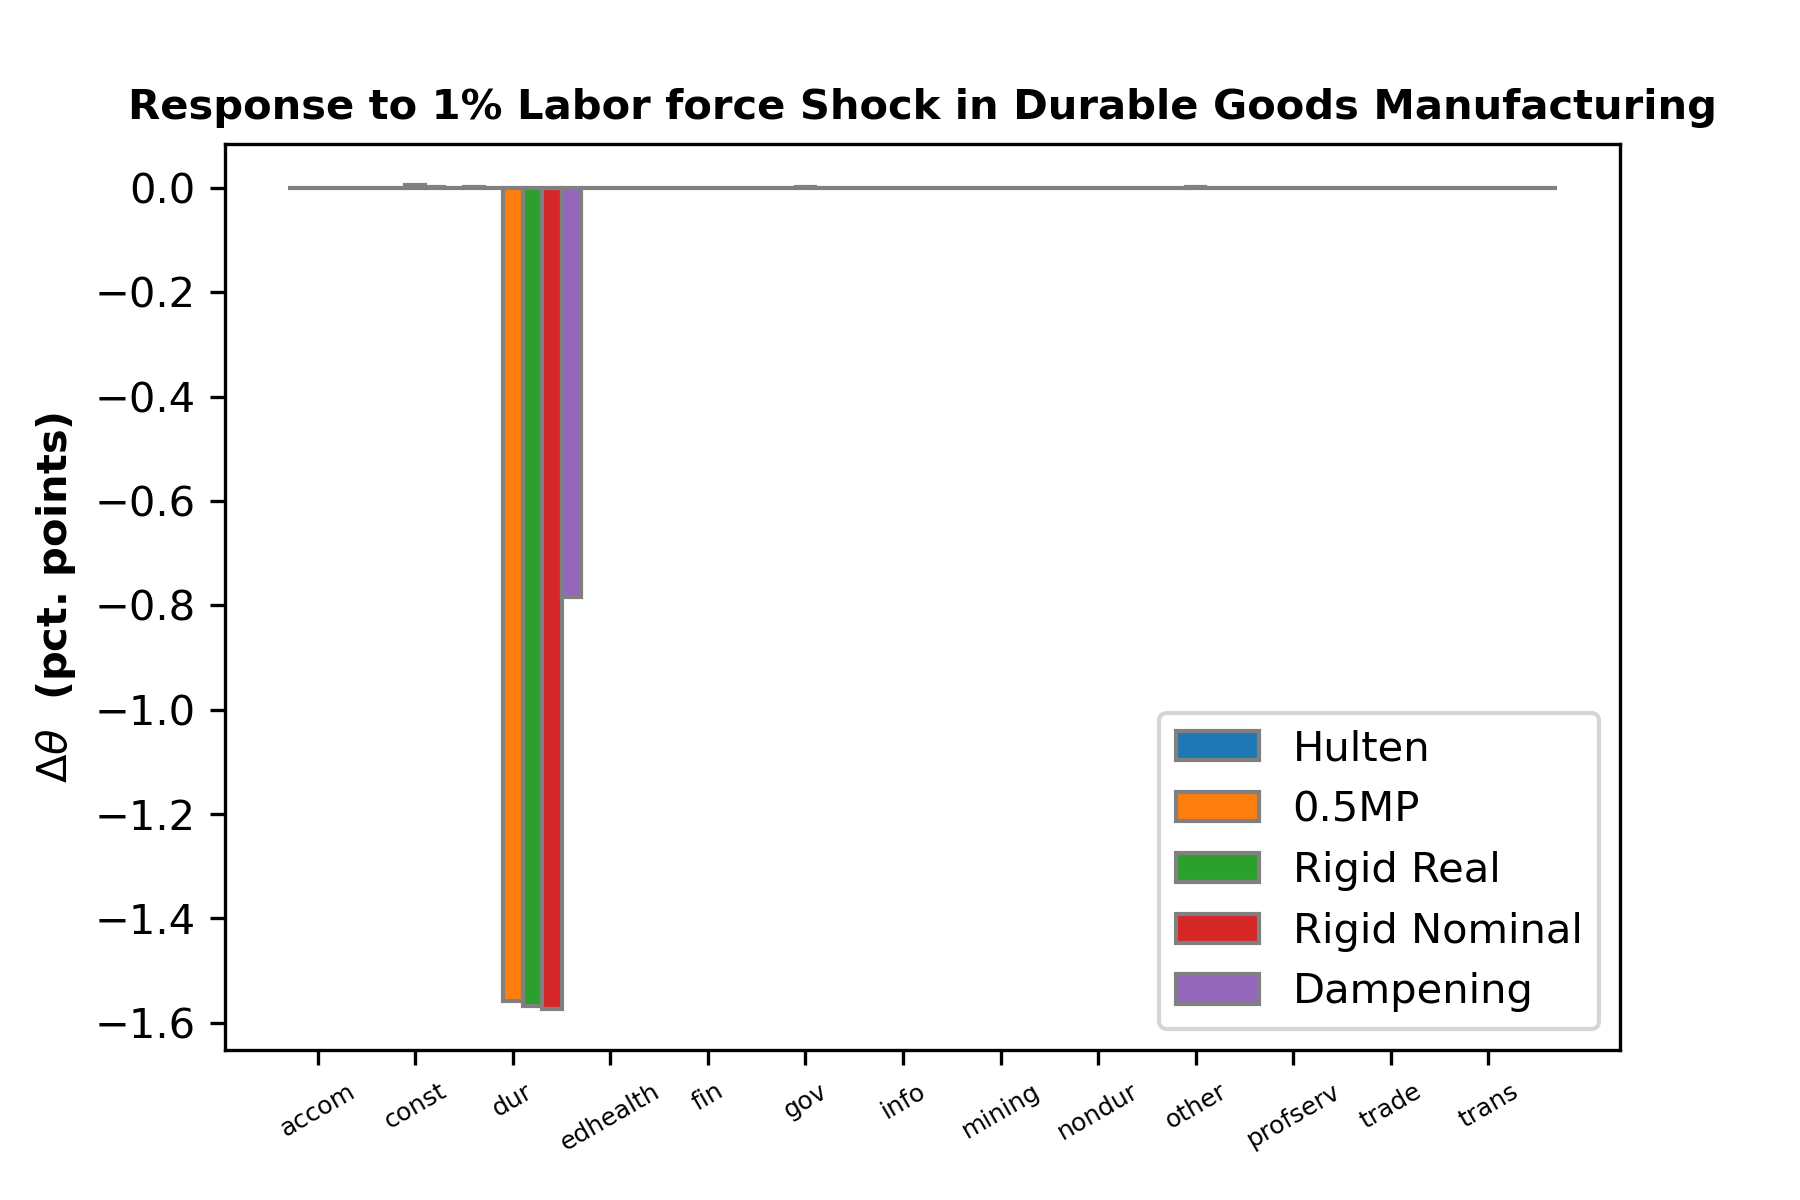 Response to 1% Labor force Shock in Durable Goods Manufacturing
Δθ (pct. points)
0.0
−0.2
−0.4
−0.6
−0.8
−1.0
−1.2
−1.4
−1.6
Hulten
0.5MP
Rigid Real
Rigid Nominal
Dampening
accom
const
dur
edhealth
fin
gov
info
mining
nondur
other
profserv
trade
trans